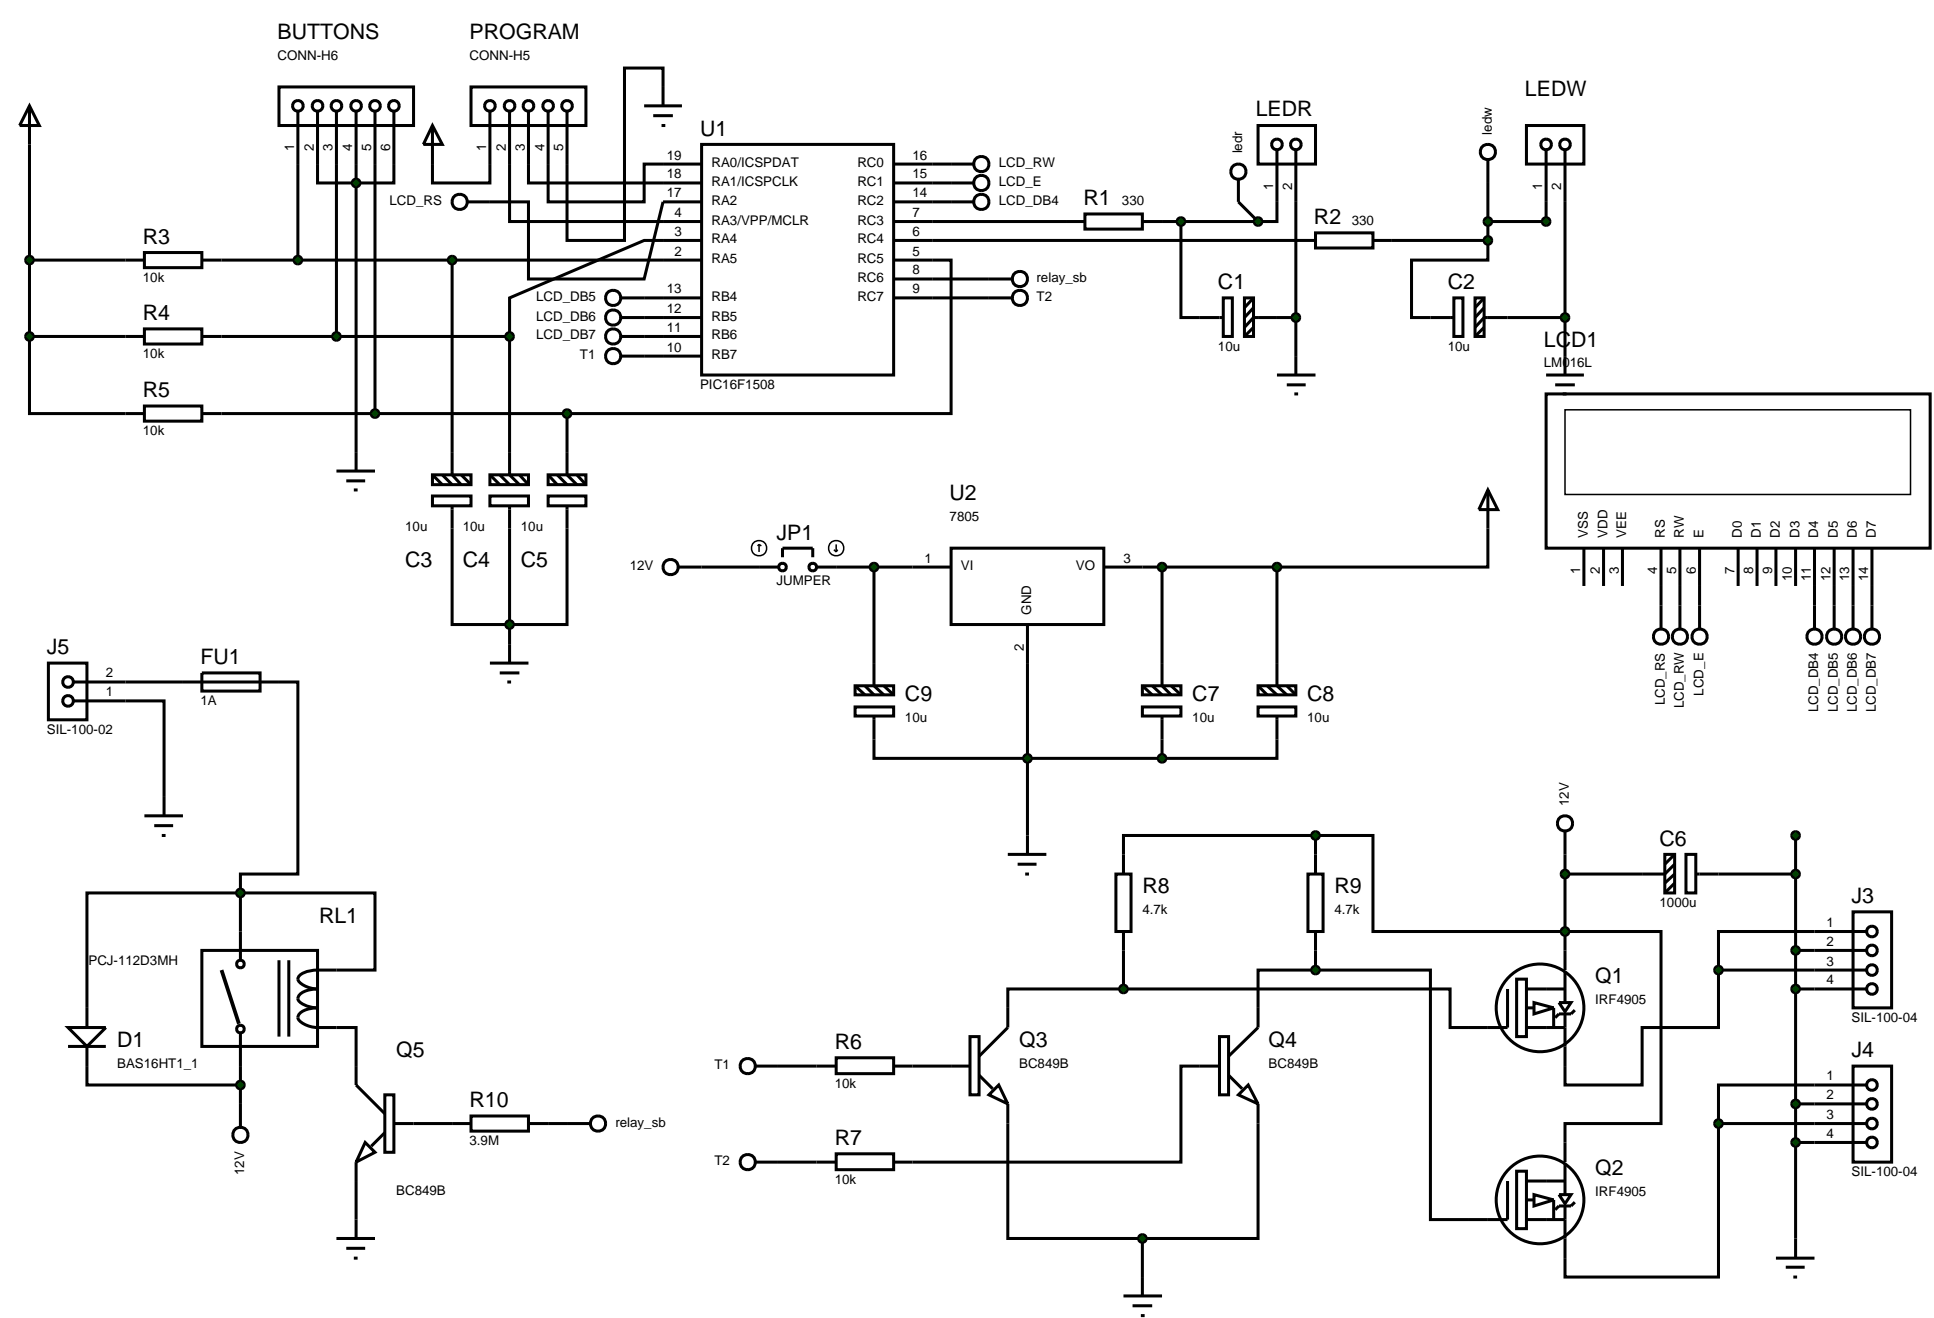 BUTTONS
CONN-H6
1
2
3
4
5
6
PROGRAM
CONN-H5
1
2
3
4
5
LCD_RS
U1
19 RA0/ICSPDAT
18 RA1/ICSPCLK
17 RA2
4 RA3/VPP/MCLR
3 RA4
2 RA5
13 RB4
12 RB5
11 RB6
10 RB7
RC0 16
RC1 15
RC2 14
RC3 7
RC4 6
RC5 5
RC6 8
RC7 9
PIC16F1508
LCD_DB5
LCD_DB6
LCD_DB7
T1
LCD_RW
LCD_E
LCD_DB4
relay_sb
T2
R1 330
R2 330
ledr
LEDR
1
2
ledw
LEDW
1
2
C1
10u
C2
10u
R3
10k
R4
10k
R5
10k
10u 10u 10u
C3 C4 C5
LCD1
LM016L
VSS
VDD
VEE
RS
RW
E
D0
D1
D2
D3
D4
D5
D6
D7
1
2
3
4
5
6
7
8
9
10
11
12
13
14
LCD_RS
LCD_RW
LCD_E
LCD_DB4
LCD_DB5
LCD_DB6
LCD_DB7
12V
JP1
JUMPER
U2
7805
1 VI
VO 3
GND
2
C9
10u
C7
10u
C8
10u
J5
2
1
SIL-100-02
FU1
1A
RL1
PCJ-112D3MH
D1
BAS16HT1_1
12V
Q5
BC849B
R10
3.9M
relay_sb
T1
R6
10k
T2
R7
10k
Q3
BC849B
Q4
BC849B
R8
4.7k
R9
4.7k
12V
C6
1000u
Q1
IRF4905
Q2
IRF4905
J3
1
2
3
4
SIL-100-04
J4
1
2
3
4
SIL-100-04